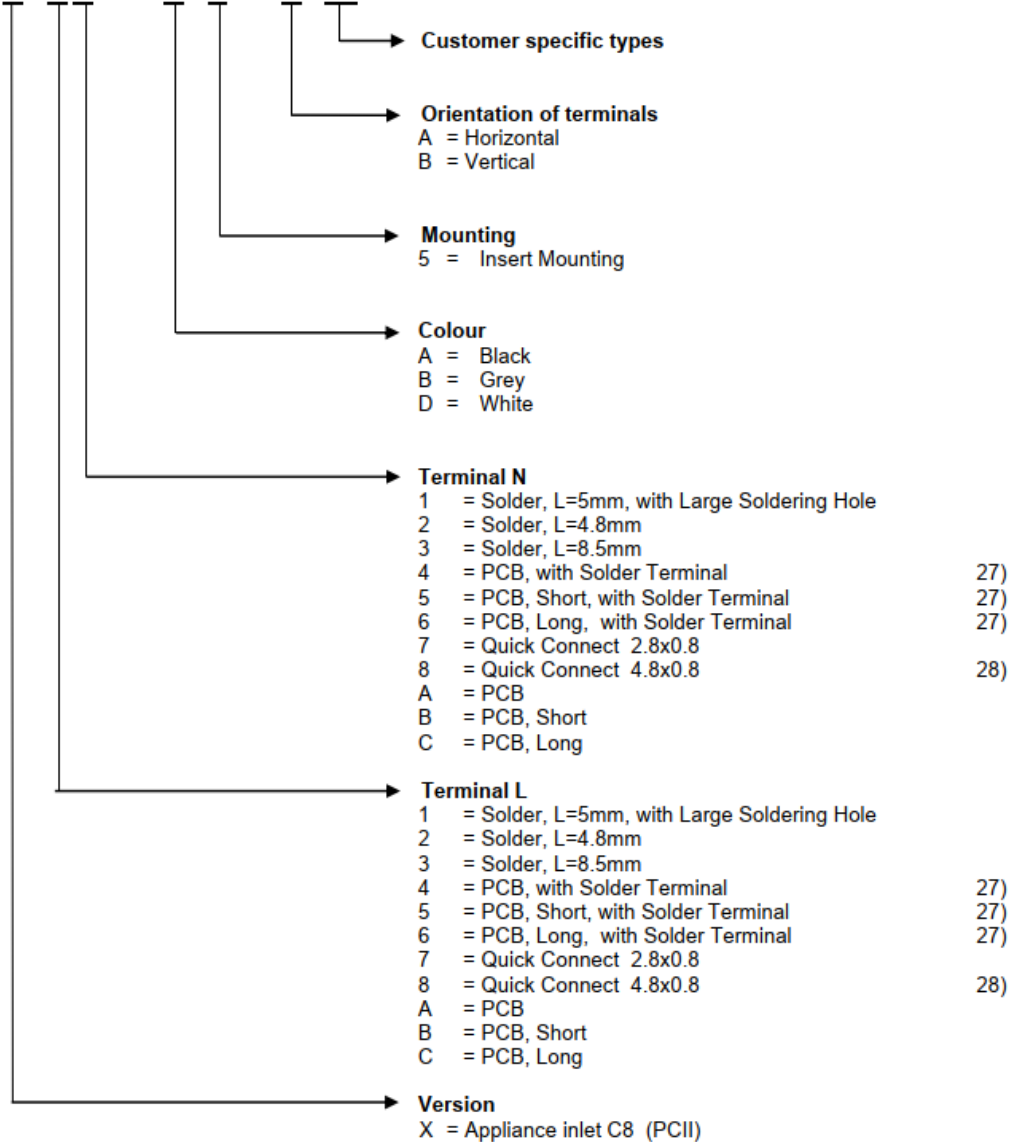 Customer specific types
Orientation of terminals
A = Horizontal
B = Vertical
Mounting
5 = Insert Mounting
Colour
A = Black
B = Grey
D = White
Terminal N
1 = Solder, L=5mm, with Large Soldering Hole
2 = Solder, L=4.8mm
3 = Solder, L=8.5mm
4 = PCB, with Solder Terminal 27)
5 = PCB, Short, with Solder Terminal 27)
6 = PCB, Long, with Solder Terminal 27)
7 = Quick Connect 2.8x0.8
8 = Quick Connect 4.8x0.8 28)
A = PCB
B = PCB, Short
C = PCB, Long
Terminal L
1 = Solder, L=5mm, with Large Soldering Hole
2 = Solder, L=4.8mm
3 = Solder, L=8.5mm
4 = PCB, with Solder Terminal 27)
5 = PCB, Short, with Solder Terminal 27)
6 = PCB, Long, with Solder Terminal 27)
7 = Quick Connect 2.8x0.8
8 = Quick Connect 4.8x0.8 28)
A = PCB
B = PCB, Short
C = PCB, Long
Version
X = Appliance inlet C8 (PCII)